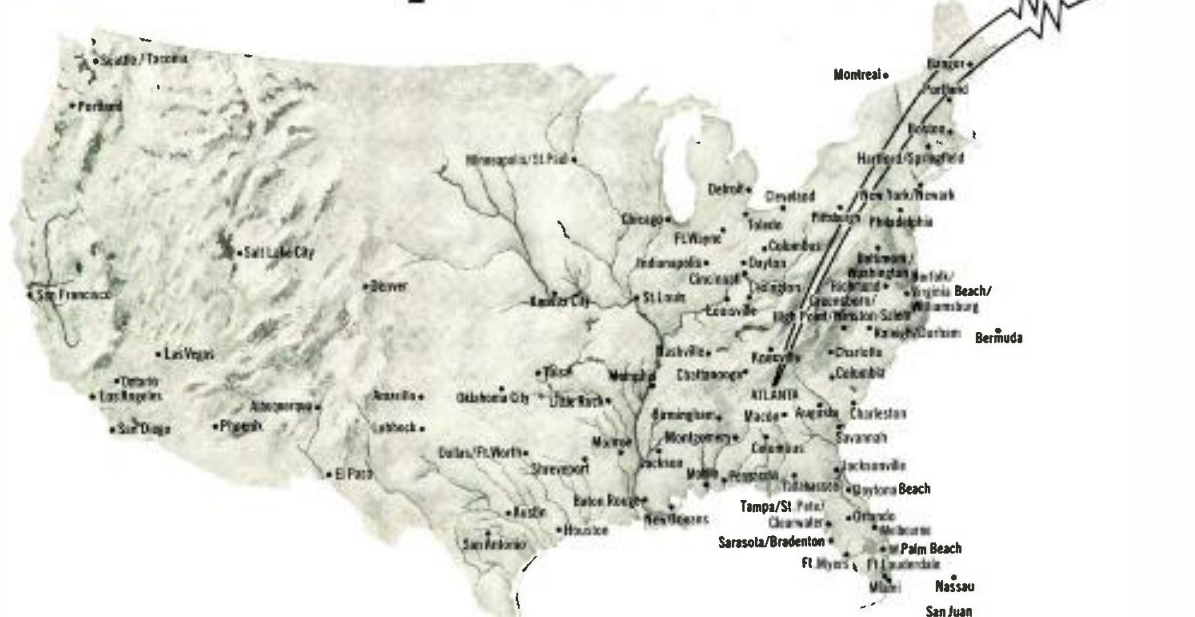 Seattle/Tacoma
Portland
Minneapolis/St.Paul
Salt Lake City
San Francisco
Denver
Las Vegas
Ontario
Los Angeles
San Diego
Phoenix
Albuquerque
El Paso
Amarillo
Lubbock
Oklahoma City
Tulsa
Dallas/Ft.Worth
Austin
San Antonio
Houston
Kansas City
St. Louis
Chicago
Detroit
Cleveland
Toledo
Ft.Wayne
Columbus
Indianapolis
Dayton
Cincinnati
Lexington
Louisville
Montreal
Bangor
Portland
Boston
Hartford/Springfield
New York/Newark
Pittsburgh
Philadelphia
Baltimore/
Washington
Richmond
Norfolk/
Virginia Beach/
Williamsburg
Greensboro/
High Point/Winston-Salem
Raleigh/Durham
Bermuda
Nashville
Knoxville
Charlotte
Memphis
Chattanooga
Columbia
Little Rock
ATLANTA
Birmingham
Macon
Augusta
Charleston
Monroe
Montgomery
Columbus
Savannah
Shreveport
Jackson
Mobile
Pensacola
Tallahassee
Jacksonville
Daytona Beach
Baton Rouge
New Orleans
Tampa/St. Pete/
Clearwater
Orlando
Melbourne
Sarasota/Bradenton
W Palm Beach
Ft. Myers
Ft. Lauderdale
Miami
Nassau
San Juan